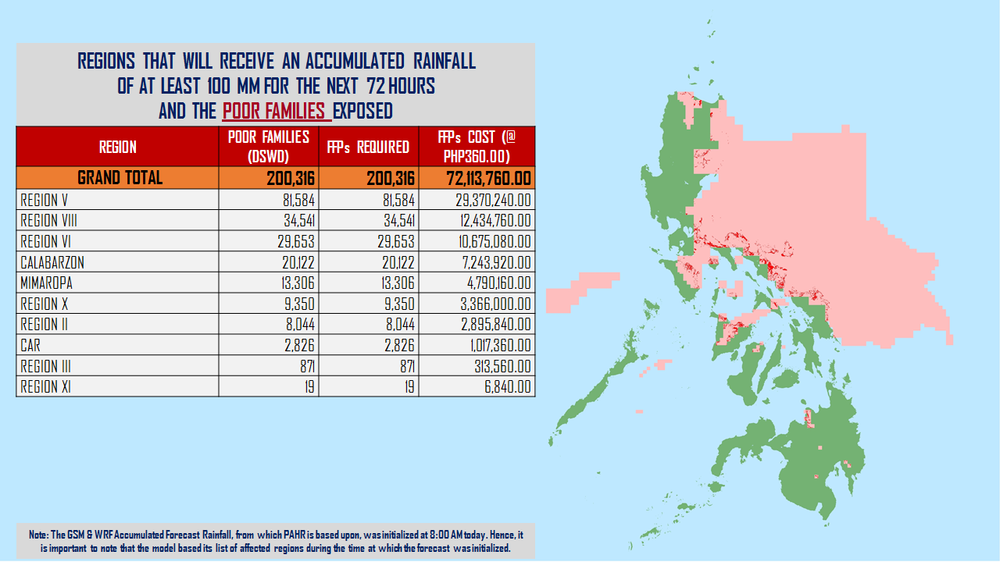 REGIONS THAT WILL RECEIVE AN ACCUMULATED RAINFALL
OF AT LEAST 100 MM FOR THE NEXT 72 HOURS
AND THE POOR FAMILIES EXPOSED
REGION POOR FAMILIES (DSWD) FFPs REQUIRED FFPs COST (@ PHP360.00)
GRAND TOTAL 200,316 200,316 72,113,760.00
REGION V 81,584 81,584 29,370,240.00
REGION VIII 34,541 34,541 12,434,760.00
REGION VI 29,653 29,653 10,675,080.00
CALABARZON 20,122 20,122 7,243,920.00
MIMAROPA 13,306 13,306 4,790,160.00
REGION X 9,350 9,350 3,366,000.00
REGION II 8,044 8,044 2,895,840.00
CAR 2,826 2,826 1,017,360.00
REGION III 871 871 313,560.00
REGION XI 19 19 6,840.00
Note: The GSM & WRF Accumulated Forecast Rainfall, from which PAHR is based upon, was initialized at 8:00 AM today. Hence, it
is important to note that the model based its list of affected regions during the time at which the forecast was initialized.